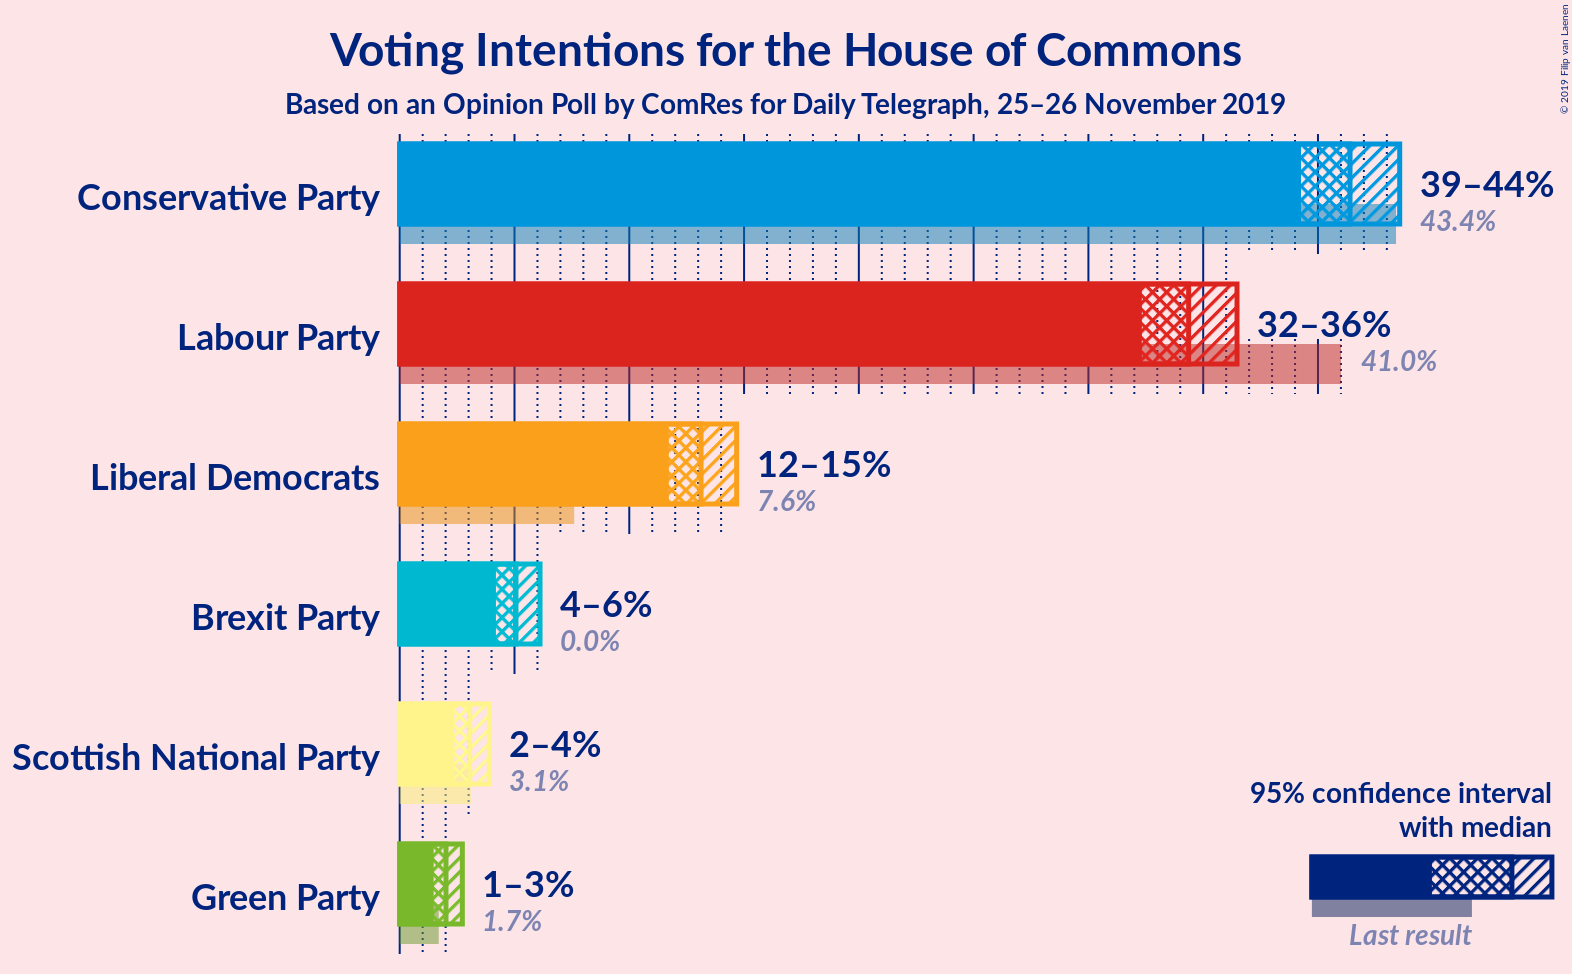 Voting Intentions for the House of Commons
Based on an Opinion Poll by ComRes for Daily Telegraph, 25–26 November 2019
© 2019 Filip van Laenen
Conservative Party
39–44%
43.4%
Labour Party
32–36%
41.0%
Liberal Democrats
12–15%
7.6%
Brexit Party
4–6%
0.0%
Scottish National Party
2–4%
3.1%
Green Party
1–3%
1.7%
95% confidence interval
with median
Last result